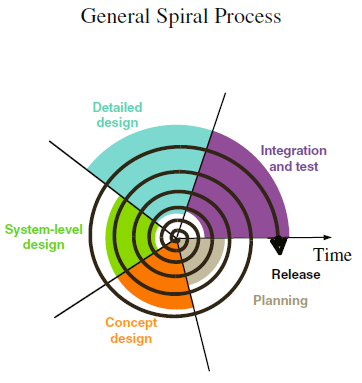 General Spiral Process
Detailed
design
Integration
and test
System-level
design
Time
Release
Planning
Concept
design